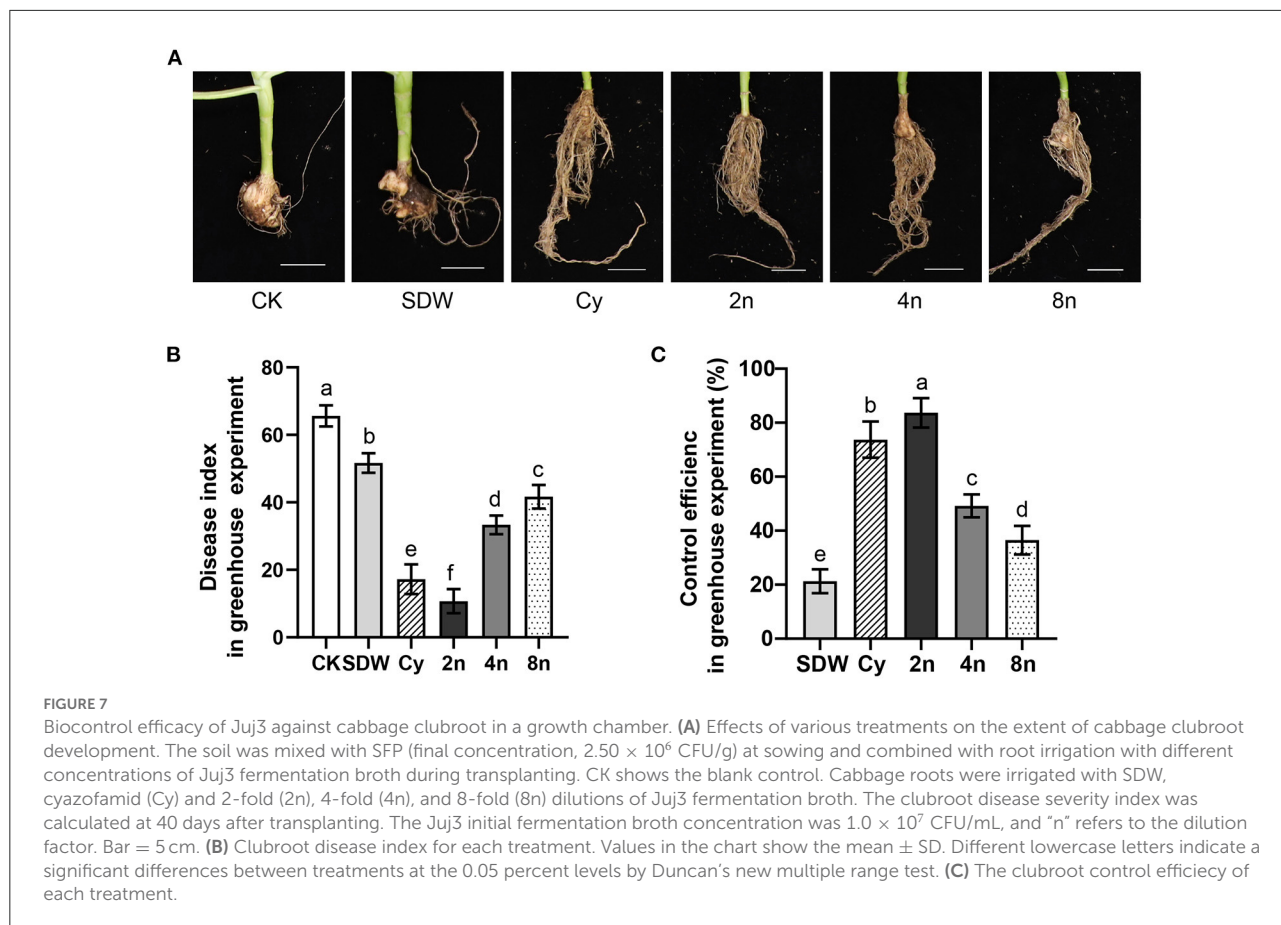 A
CK SDW Cy 2n 4n 8n
B
Disease index
in greenhouse experiment
80
60
40
20
0
a
b
e
f
d
c
CK SDW Cy 2n 4n 8n
C
Control efficienc
in greenhouse experiment (%)
100
80
60
40
20
0
e
b
a
c
d
SDW Cy 2n 4n 8n
FIGURE 7
Biocontrol efficacy of Juj3 against cabbage clubroot in a growth chamber. (A) Effects of various treatments on the extent of cabbage clubroot
development. The soil was mixed with SFP (final concentration, 2.50 × 10⁶ CFU/g) at sowing and combined with root irrigation with different
concentrations of Juj3 fermentation broth during transplanting. CK shows the blank control. Cabbage roots were irrigated with SDW,
cyazofamid (Cy) and 2-fold (2n), 4-fold (4n), and 8-fold (8n) dilutions of Juj3 fermentation broth. The clubroot disease severity index was
calculated at 40 days after transplanting. The Juj3 initial fermentation broth concentration was 1.0 × 10⁷ CFU/mL, and “n” refers to the dilution
factor. Bar = 5 cm. (B) Clubroot disease index for each treatment. Values in the chart show the mean ± SD. Different lowercase letters indicate a
significant differences between treatments at the 0.05 percent levels by Duncan’s new multiple range test. (C) The clubroot control efficiecy of
each treatment.